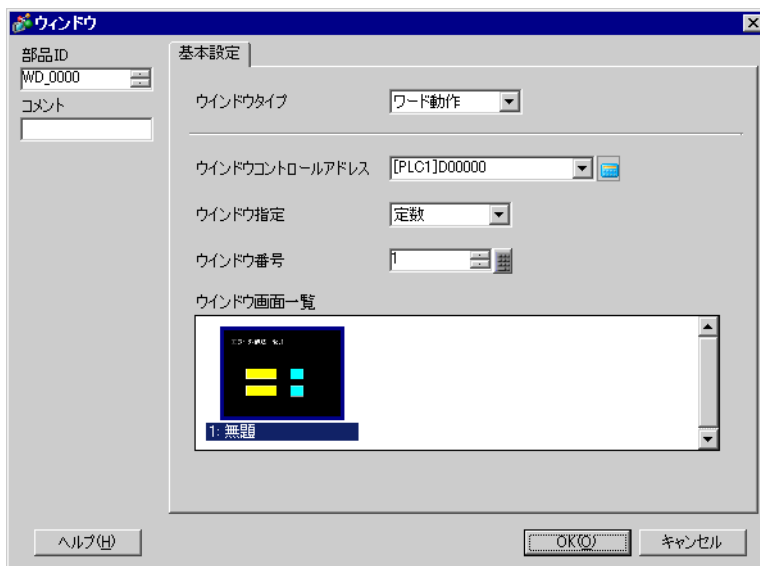 ウィンドウ
部品ID
WD_0000
コメント
基本設定
ウインドウタイプ
ワード動作
ウインドウコントロールアドレス
[PLC1]D00000
ウインドウ指定
定数
ウインドウ番号
1
ウインドウ画面一覧
1: 無題
ヘルプ(H)
OK(O)
キャンセル